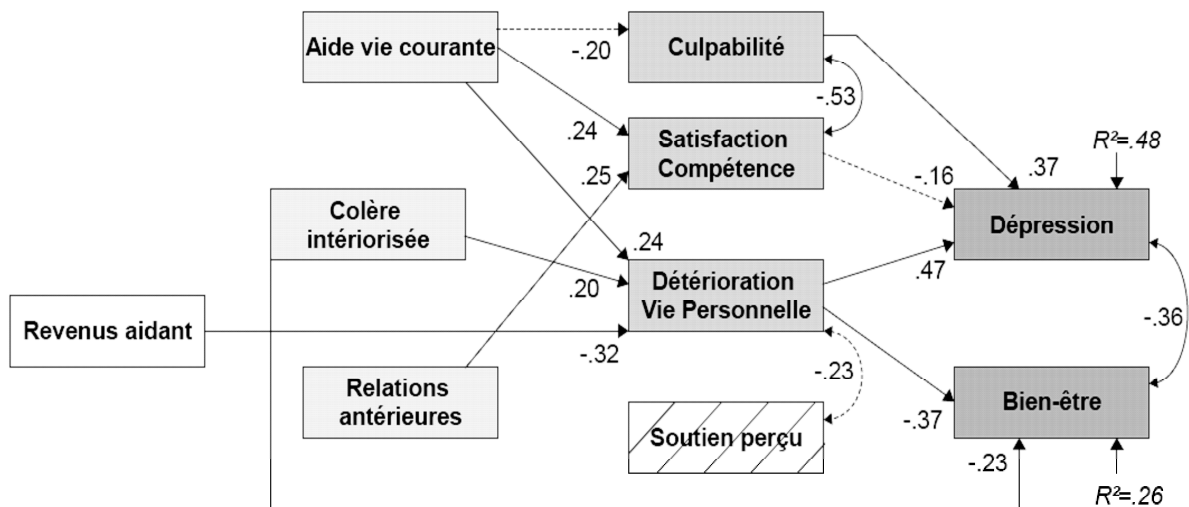 Aide vie courante
-.20
Culpabilité
-.53
.24
Satisfaction
Compétence
.25
-.16
.37
R²=.48
Dépression
Colère
intériorisée
.24
.20
Détérioration
Vie Personnelle
.47
Revenus aidant
-.32
-.36
Relations
antérieures
-.23
Soutien perçu
-.37
Bien-être
-.23
R²=.26